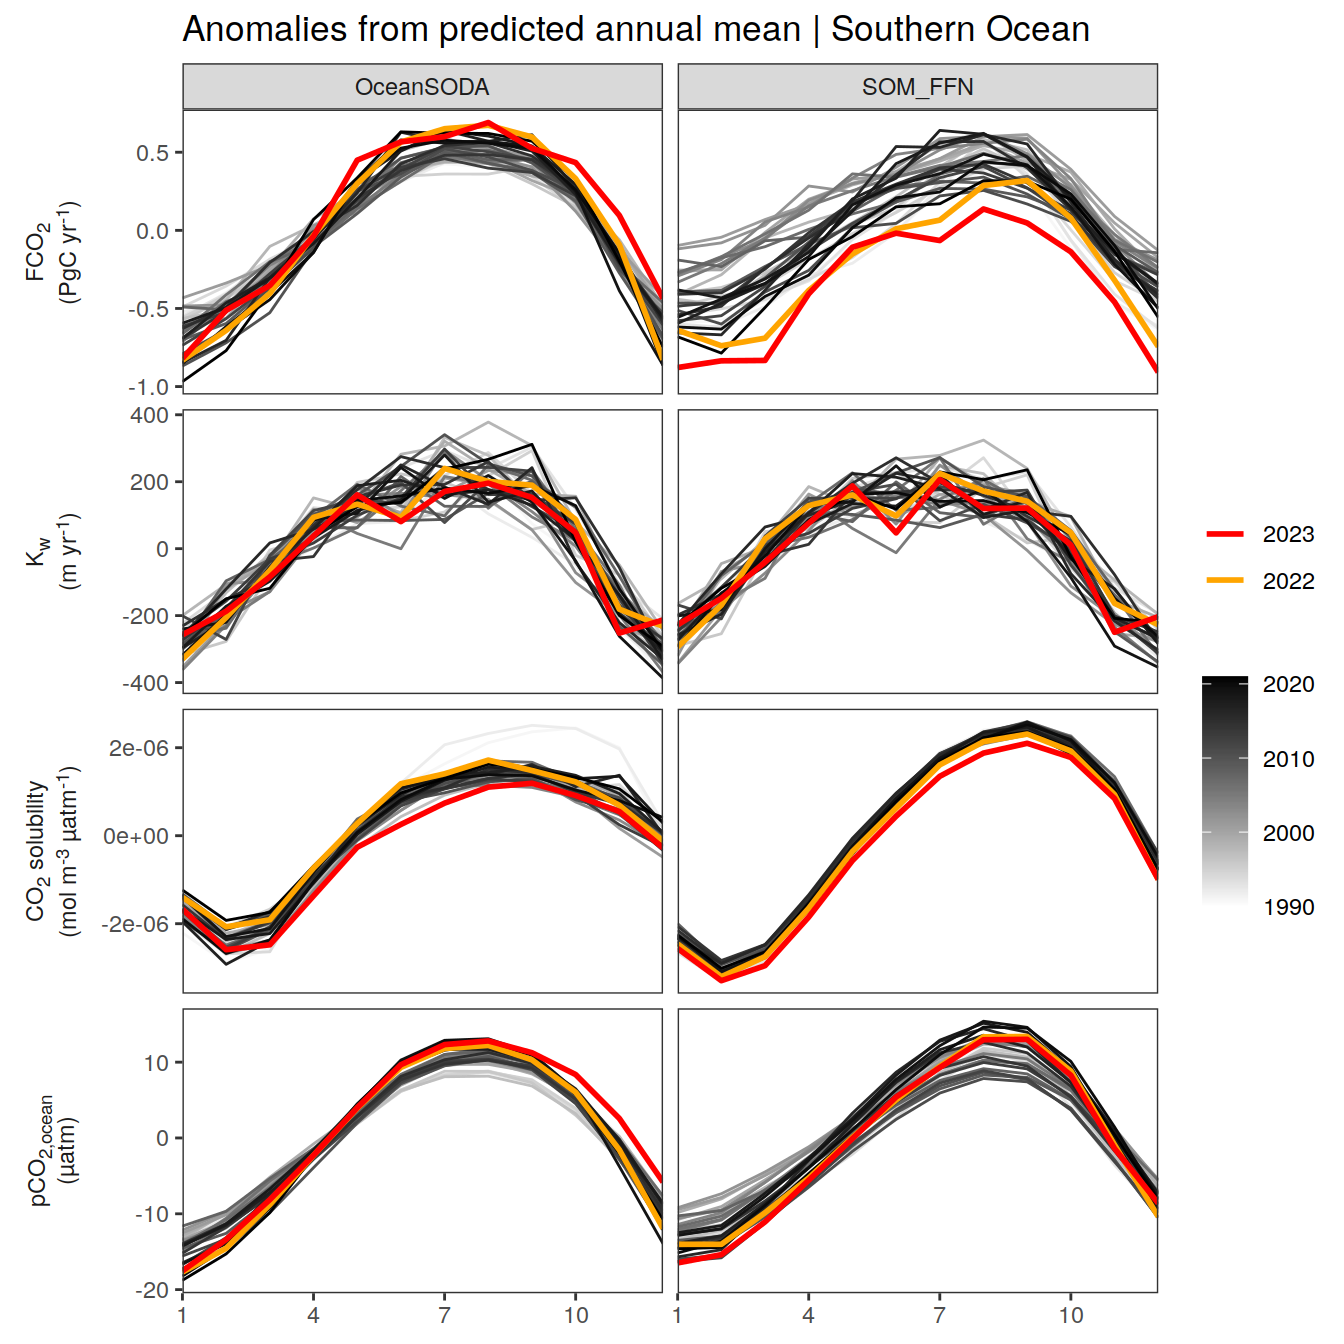 Anomalies from predicted annual mean | Southern Ocean
OceanSODA
SOM_FFN
FCO2
(PgC yr-1)
0.5
0.0
-0.5
-1.0
Kw
(m yr-1)
400
200
0
-200
-400
CO2 solubility
(mol m-3 µatm-1)
2e-06
0e+00
-2e-06
pCO2,ocean
(µatm)
10
0
-10
-20
1
4
7
10
1
4
7
10
2023
2022
2020
2010
2000
1990